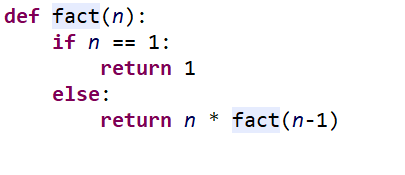 def fact(n):
    if n == 1:
        return 1
    else:
        return n * fact(n-1)